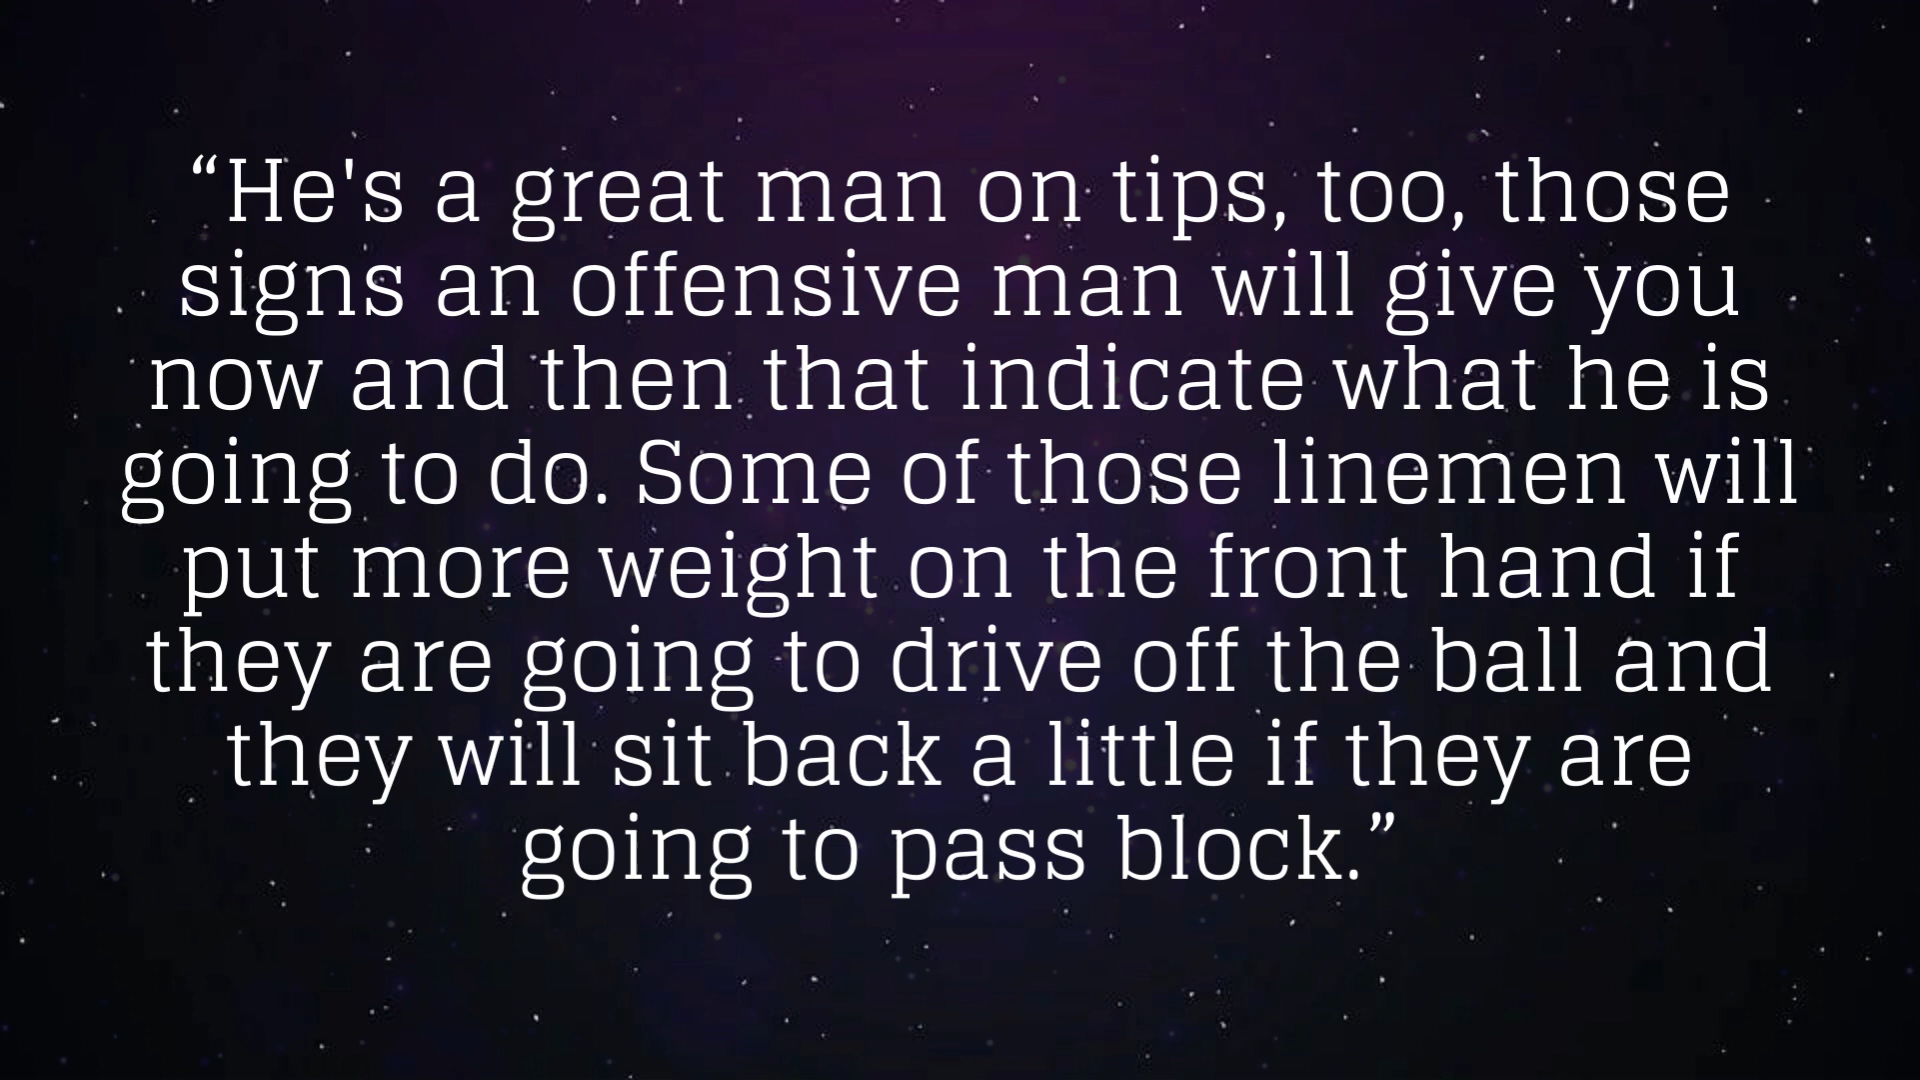 “He's a great man on tips, too, those
signs an offensive man will give you
now and then that indicate what he is
going to do. Some of those linemen will
put more weight on the front hand if
they are going to drive off the ball and
they will sit back a little if they are
going to pass block.”